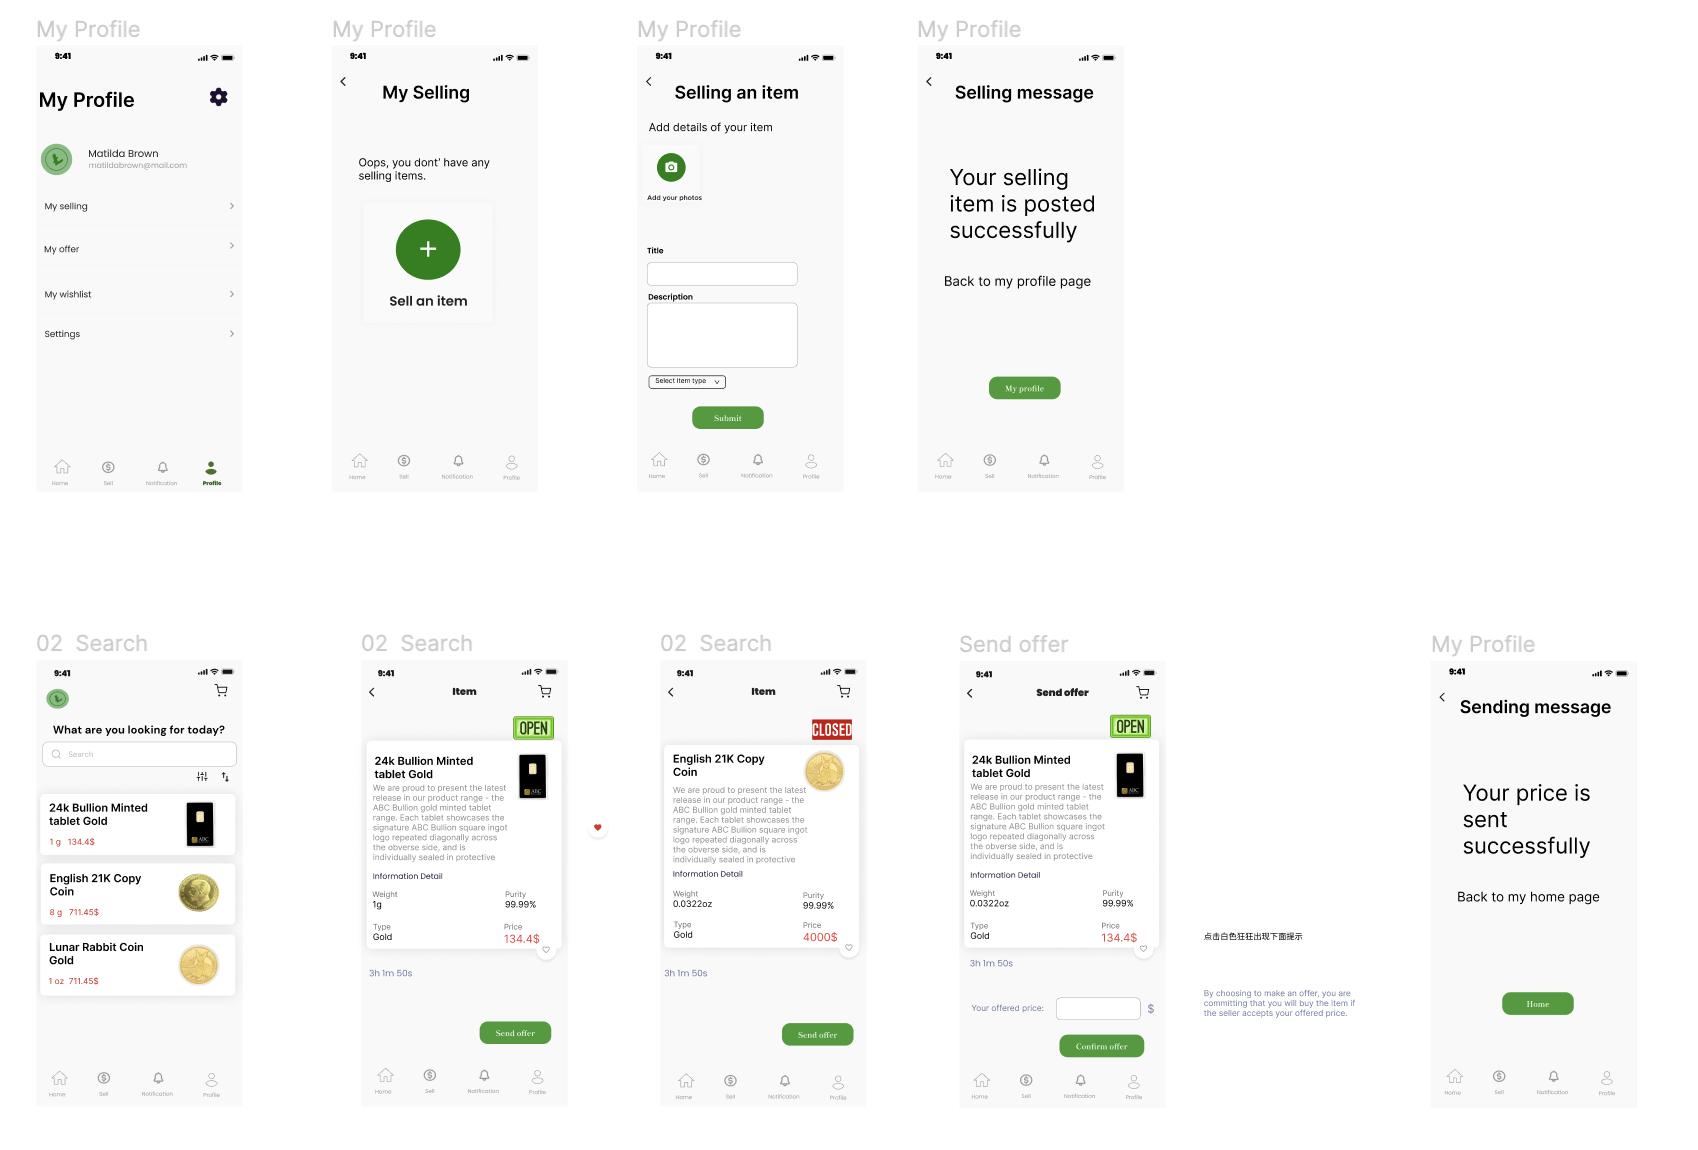 My Profile
9:41
My Profile
Matilda Brown
matildabrown@mail.com
My selling
My offer
My wishlist
Settings
Home
Sell
Notification
Profile
My Profile
9:41
My Selling
Oops, you dont' have any
selling items.
Sell an item
Home
Sell
Notification
Profile
My Profile
9:41
Selling an item
Add details of your item
Add your photos
Title
Description
Select item type
Submit
Home
Sell
Notification
Profile
My Profile
9:41
Selling message
Your selling
item is posted
successfully
Back to my profile page
My profile
Home
Sell
Notification
Profile
02 Search
9:41
What are you looking for today?
Search
24k Bullion Minted
tablet Gold
1 g 134.4$
ABC
English 21K Copy
Coin
8 g 711.45$
Lunar Rabbit Coin
Gold
1 oz 711.45$
Home
Sell
Notification
Profile
02 Search
9:41
Item
OPEN
24k Bullion Minted
tablet Gold
ABC
We are proud to present the latest
release in our product range - the
ABC Bullion gold minted tablet
range. Each tablet showcases the
signature ABC Bullion square ingot
logo repeated diagonally across
the obverse side, and is
individually sealed in protective
Information Detail
Weight
1g
Purity
99.99%
Type
Gold
Price
134.4$
3h 1m 50s
Send offer
Home
Sell
Notification
Profile
02 Search
9:41
Item
CLOSED
English 21K Copy
Coin
We are proud to present the latest
release in our product range - the
ABC Bullion gold minted tablet
range. Each tablet showcases the
signature ABC Bullion square ingot
logo repeated diagonally across
the obverse side, and is
individually sealed in protective
Information Detail
Weight
0.0322oz
Purity
99.99%
Type
Gold
Price
4000$
3h 1m 50s
Send offer
Home
Sell
Notification
Profile
Send offer
9:41
Send offer
OPEN
24k Bullion Minted
tablet Gold
ABC
We are proud to present the latest
release in our product range - the
ABC Bullion gold minted tablet
range. Each tablet showcases the
signature ABC Bullion square ingot
logo repeated diagonally across
the obverse side, and is
individually sealed in protective
Information Detail
Weight
0.0322oz
Purity
99.99%
Type
Gold
Price
134.4$
3h 1m 50s
Your offered price:
$
Confirm offer
Home
Sell
Notification
Profile
点击白色狂狂出现下面提示
By choosing to make an offer, you are
committing that you will buy the item if
the seller accepts your offered price.
My Profile
9:41
Sending message
Your price is
sent
successfully
Back to my home page
Home
Home
Sell
Notification
Profile